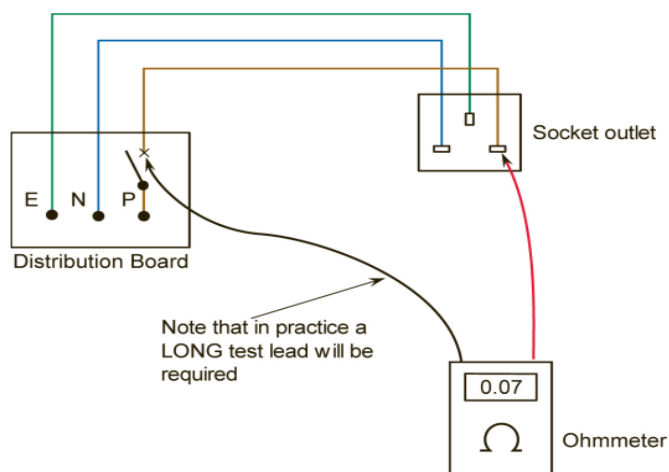 Socket outlet
E
N
P
Distribution Board
Note that in practice a
LONG test lead will be
required
0.07
Ω
Ohmmeter